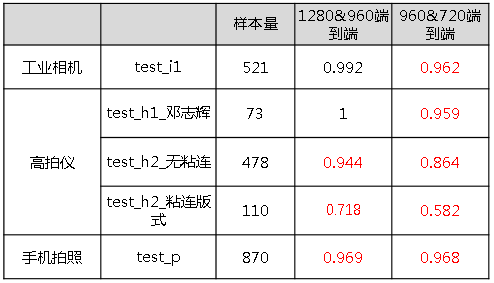 样本量 1280&960端到端 960&720端到端
工业相机 test_i1 521 0.992 0.962
高拍仪 test_h1_邓志辉 73 1 0.959
test_h2_无粘连 478 0.944 0.864
test_h2_粘连版式 110 0.718 0.582
手机拍照 test_p 870 0.969 0.968